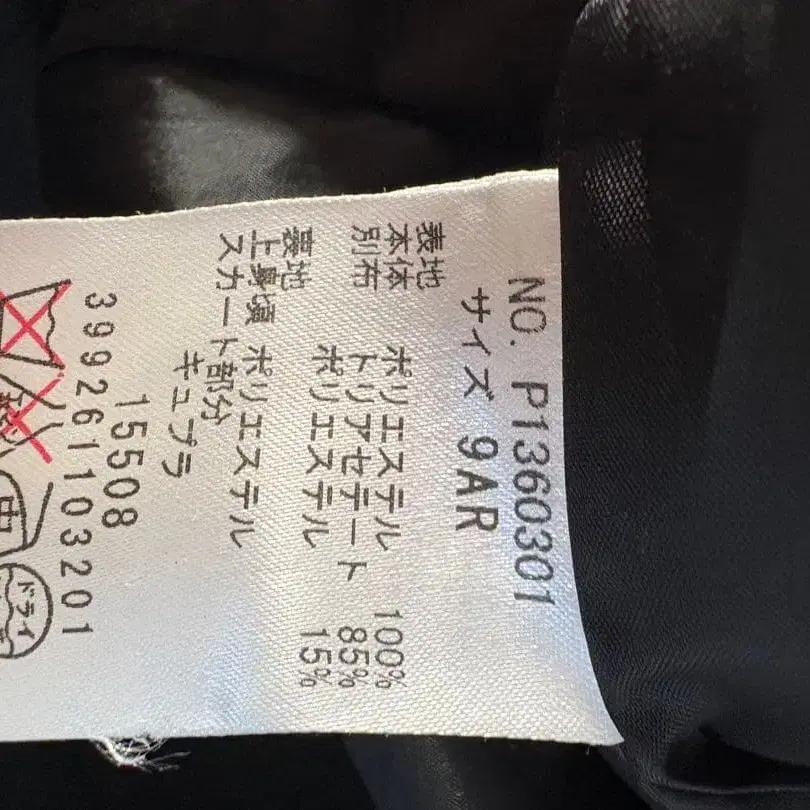 NO. P1360301
サイズ 9AR
表地
本体 ポリエステル 100%
別布 トリアセテート 85%
ポリエステル 15%
裏地
上身頃 ポリエステル
スカート部分
キュプラ
15508
399261103201
中
ドライ